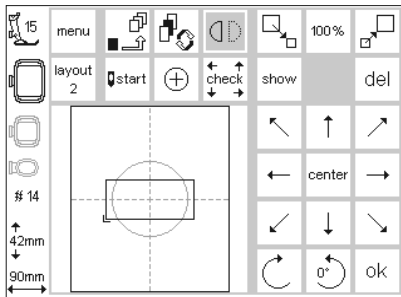 15
menu
100%
layout
2
start
check
show
del
center
# 14
42mm
90mm
0°
ok